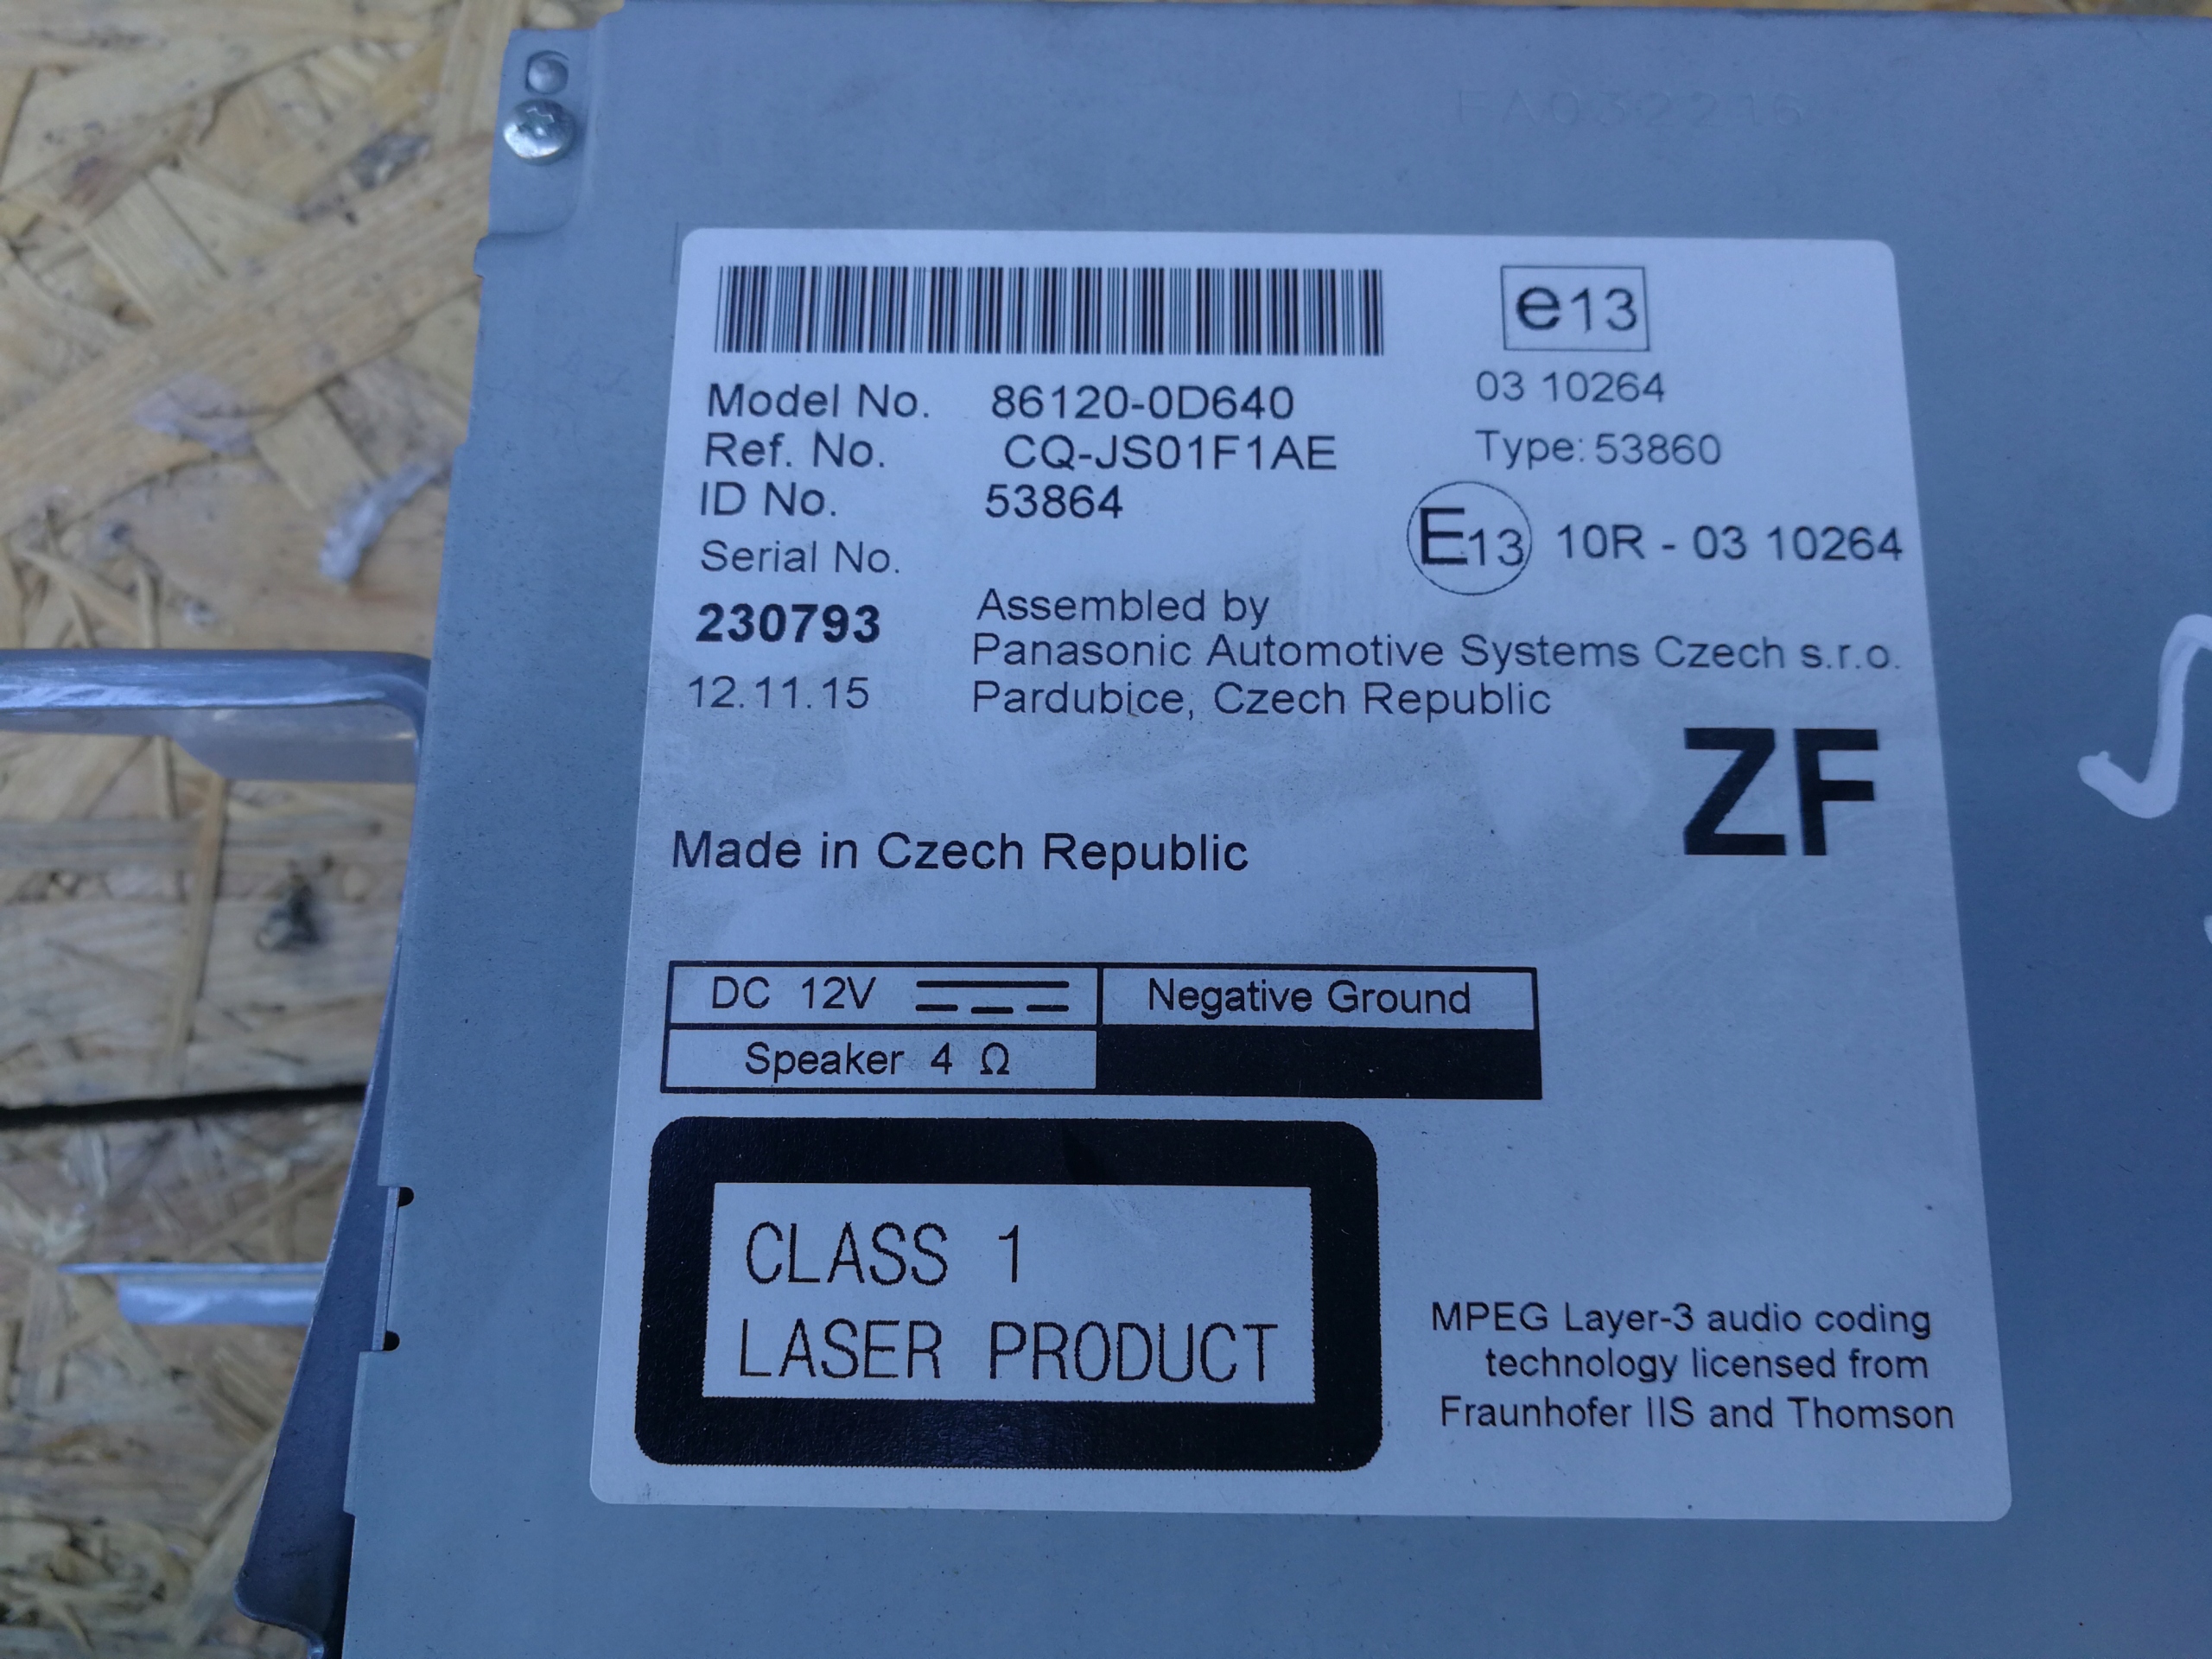 FA032216
e13
Model No. 86120-0D640
03 10264
Ref. No. CQ-JS01F1AE
Type: 53860
ID No. 53864
E13 10R - 03 10264
Serial No.
230793
12.11.15
Assembled by
Panasonic Automotive Systems Czech s.r.o.
Pardubice, Czech Republic
ZF
Made in Czech Republic
DC 12V Negative Ground
Speaker 4 Ω
CLASS 1
LASER PRODUCT
MPEG Layer-3 audio coding
technology licensed from
Fraunhofer IIS and Thomson